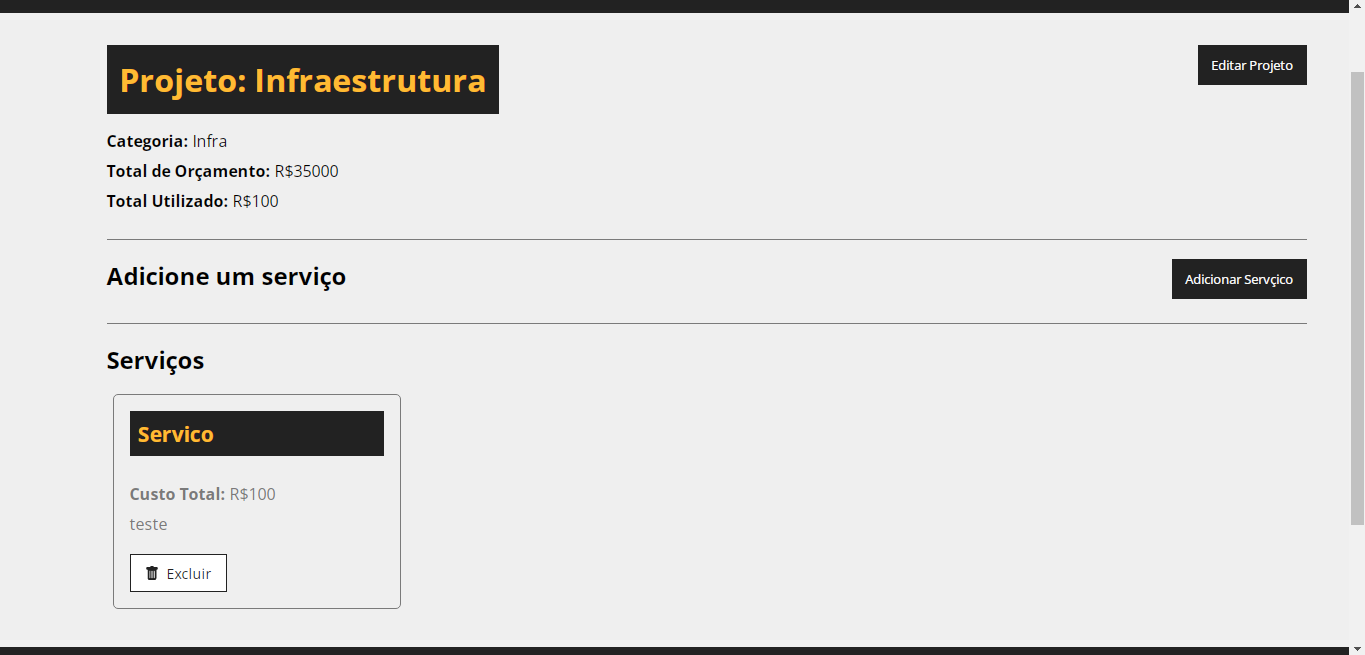 Projeto: Infraestrutura
Editar Projeto
Categoria: Infra
Total de Orçamento: R$35000
Total Utilizado: R$100
Adicione um serviço
Adicionar Servçico
Serviços
Servico
Custo Total: R$100
teste
Excluir